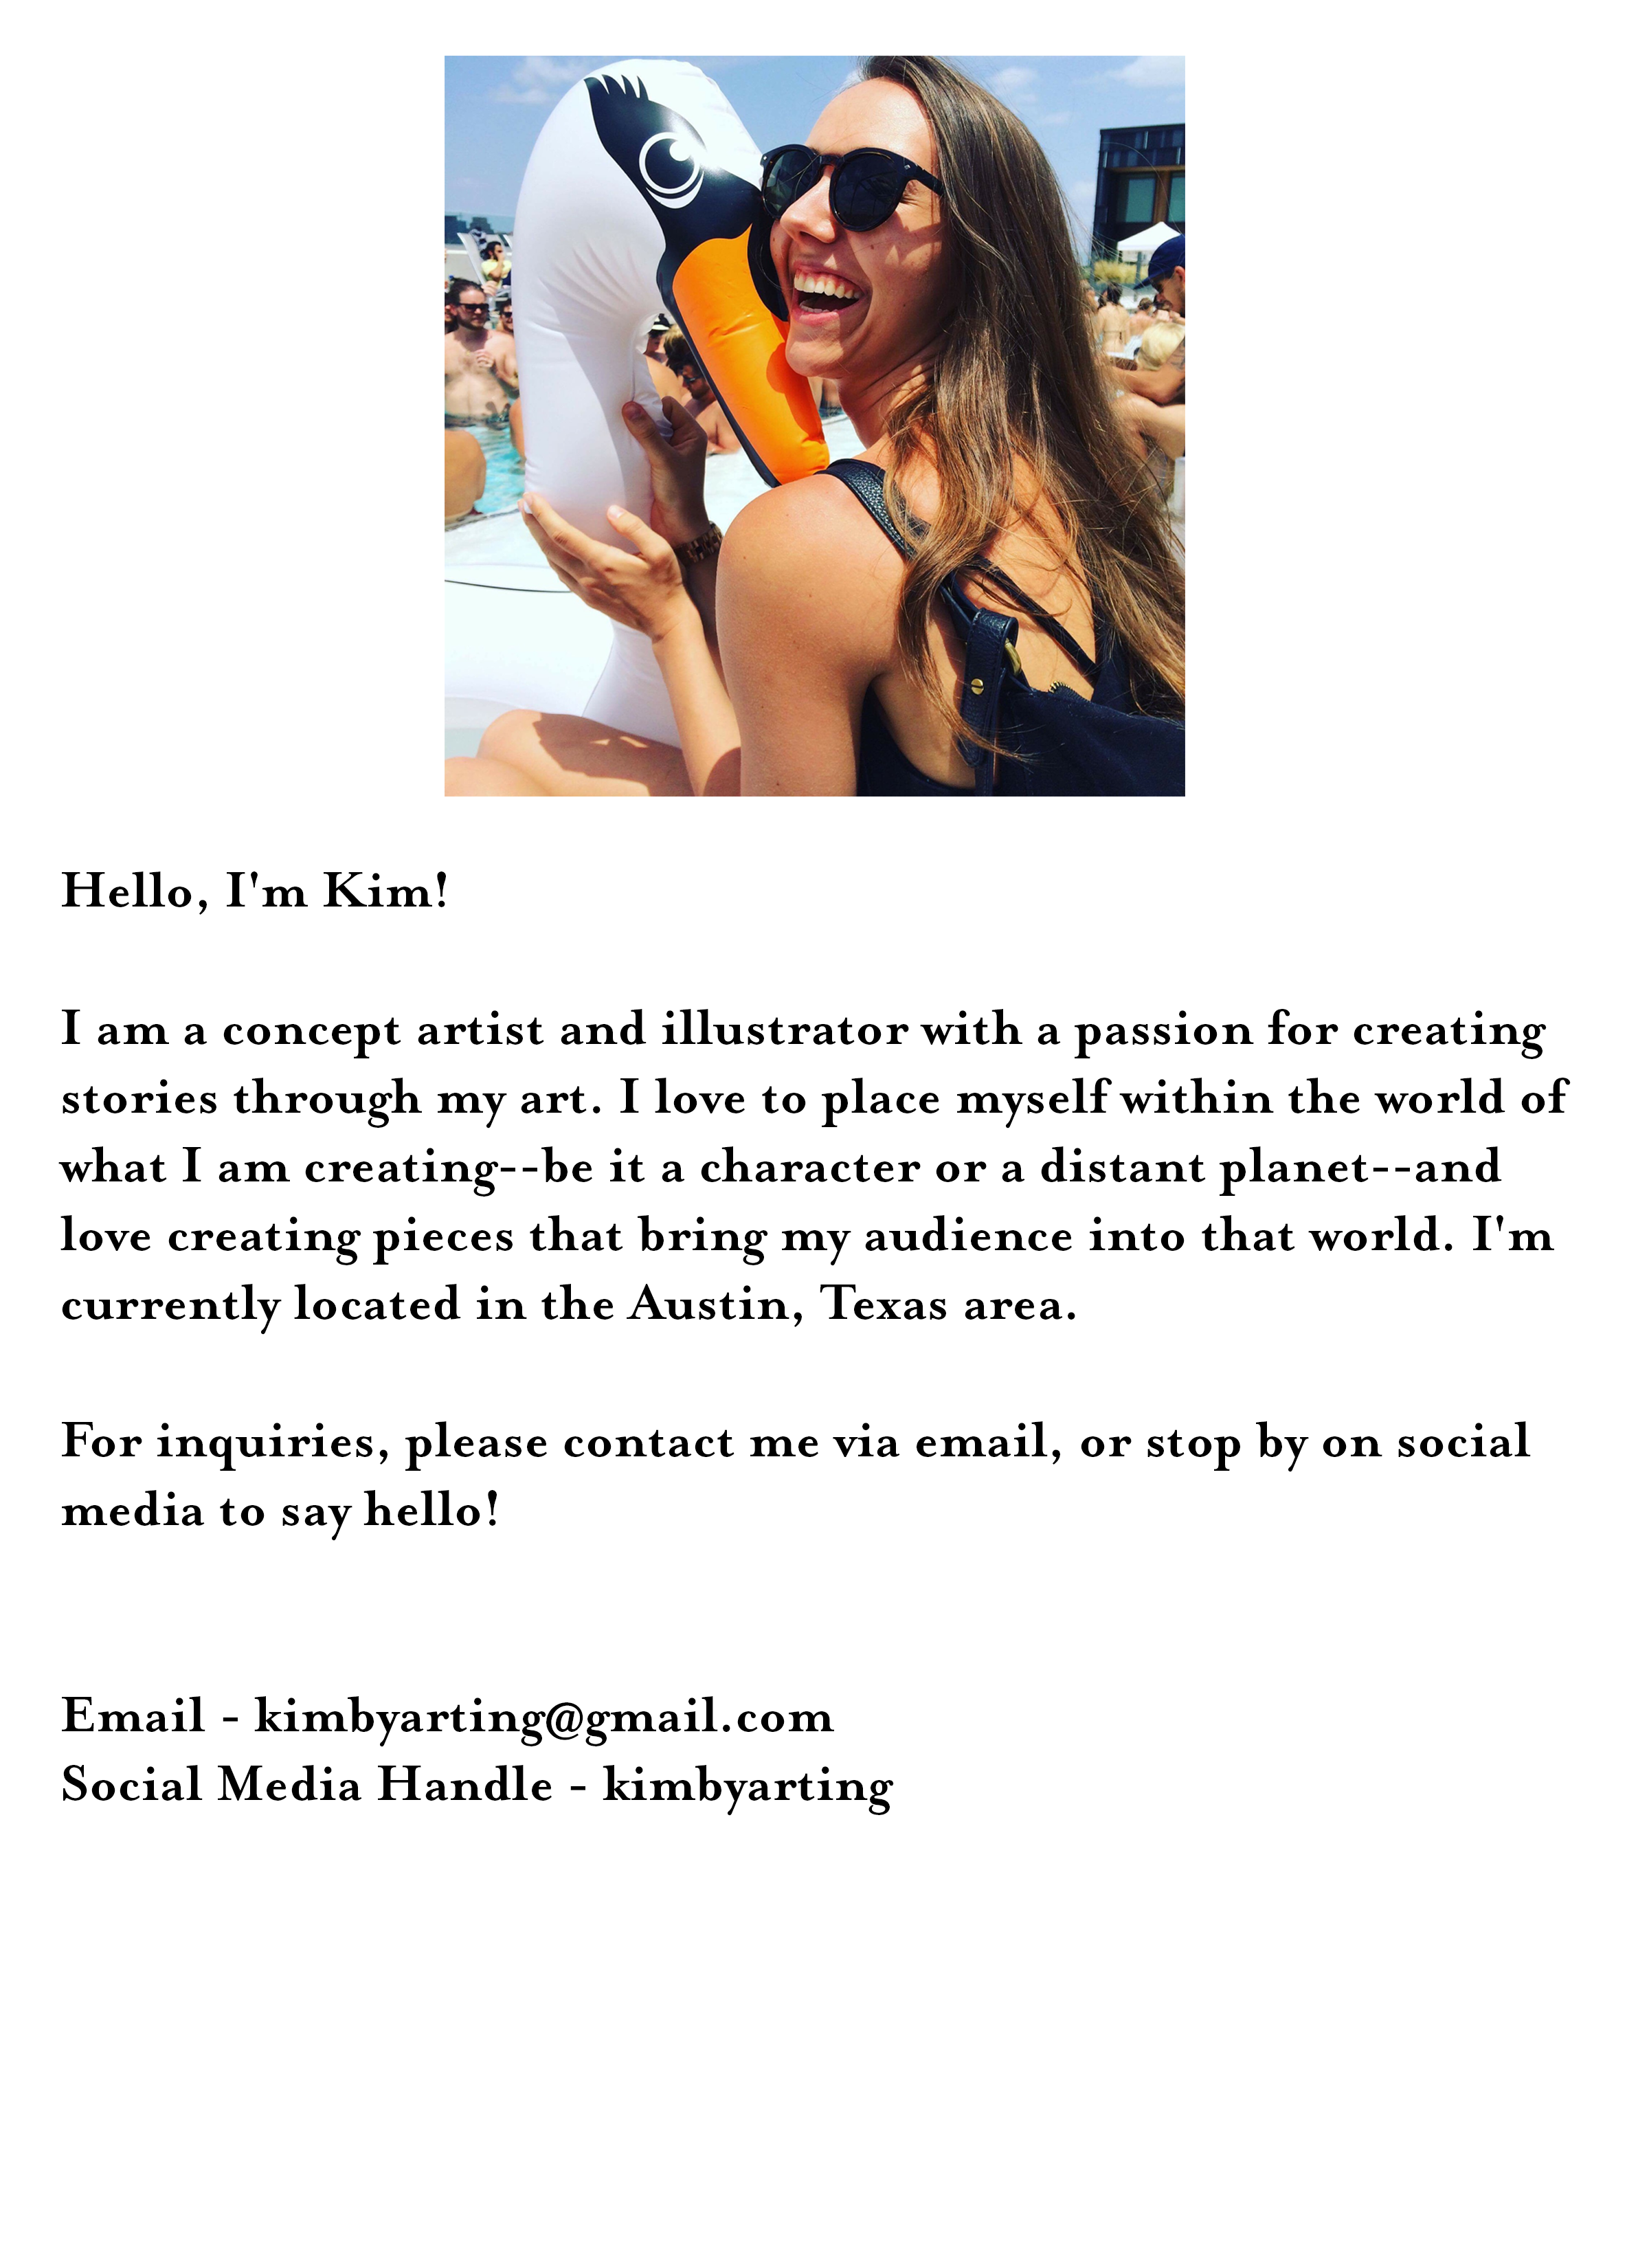 Hello, I'm Kim!
I am a concept artist and illustrator with a passion for creating
stories through my art. I love to place myself within the world of
what I am creating--be it a character or a distant planet--and
love creating pieces that bring my audience into that world. I'm
currently located in the Austin, Texas area.
For inquiries, please contact me via email, or stop by on social
media to say hello!
Email - kimbyarting@gmail.com
Social Media Handle - kimbyarting